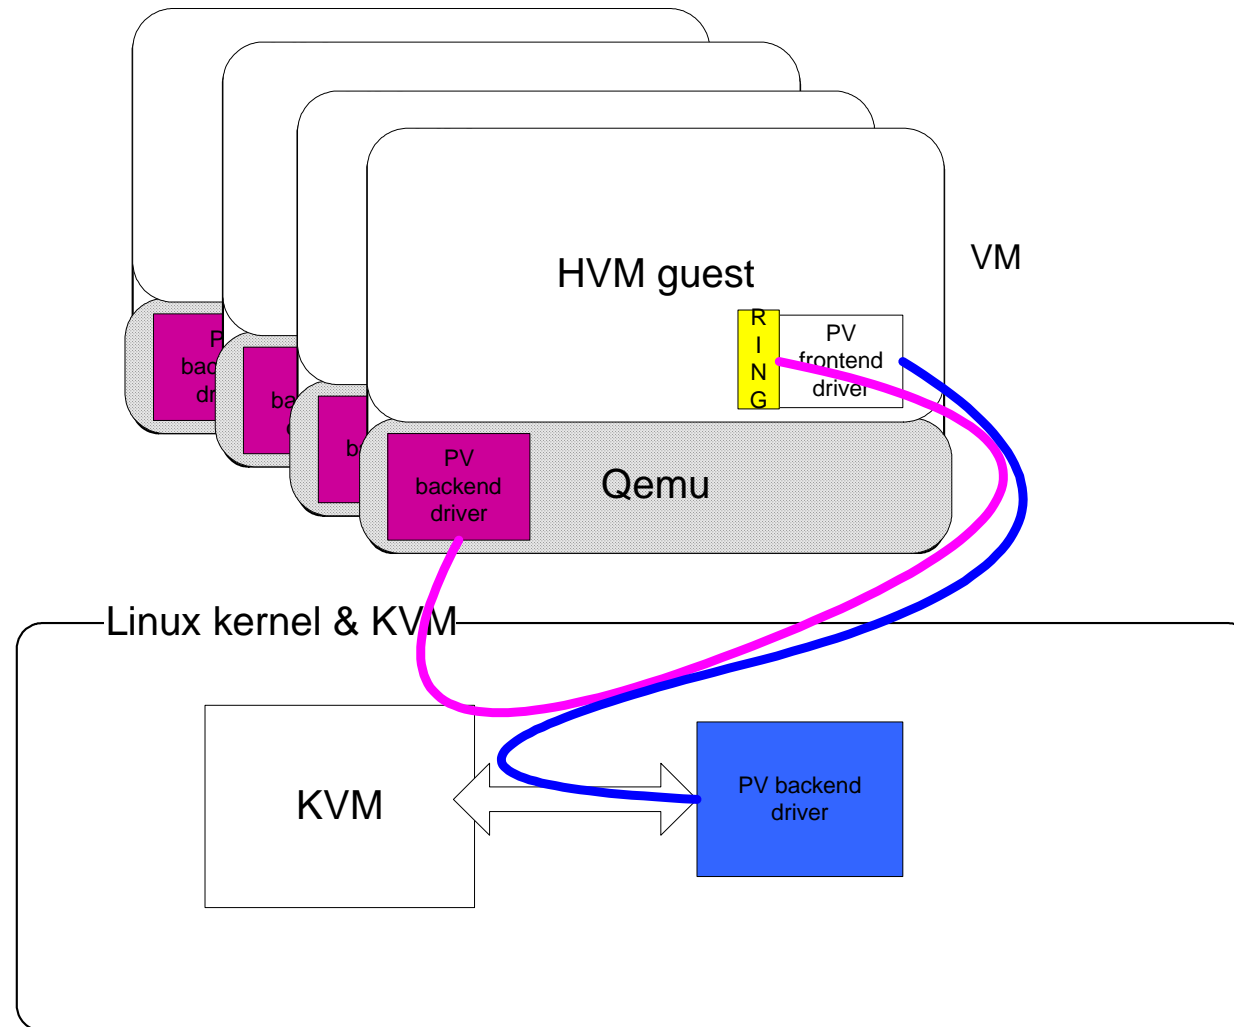 HVM guest
VM
R
I
N
G
PV
frontend
driver
PV
backend
driver
Qemu
Linux kernel & KVM
KVM
PV backend
driver